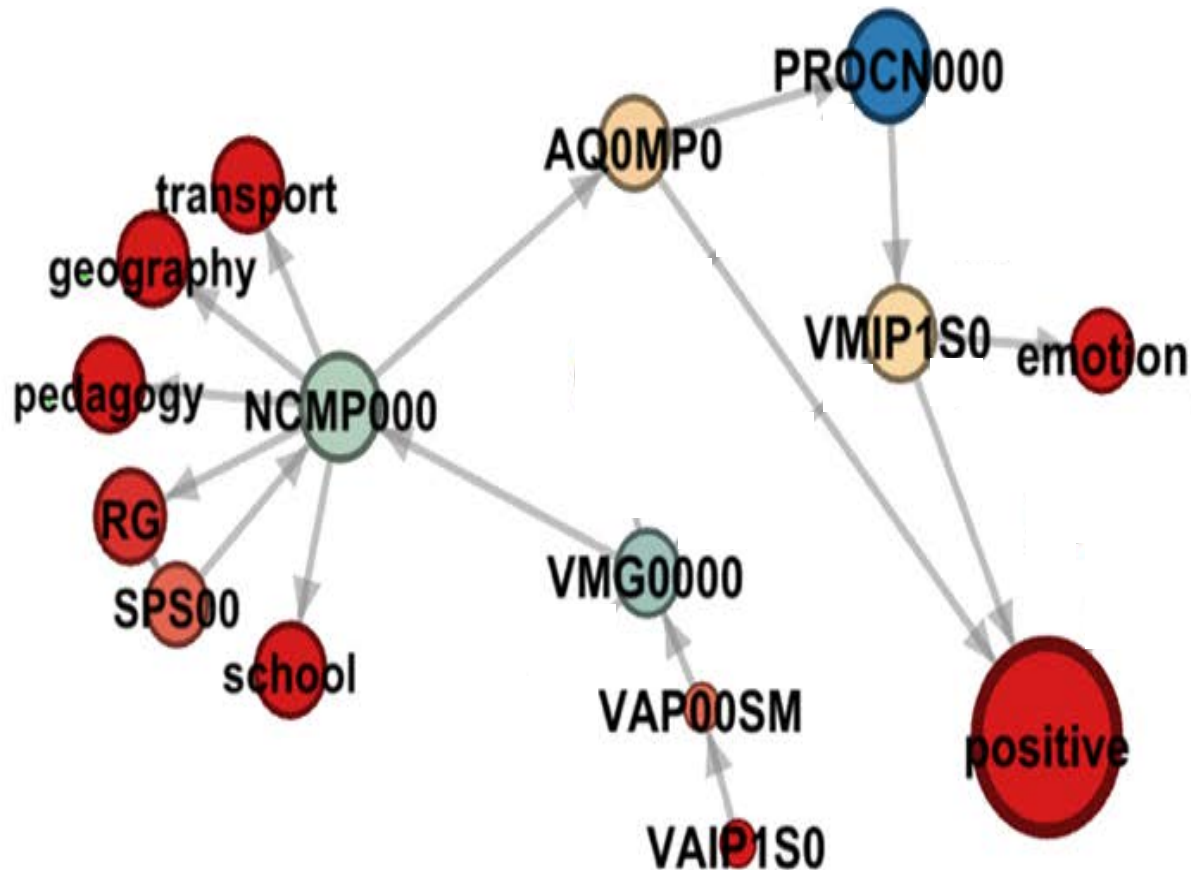 PROCN000
AQ0MP0
transport
geography
VMIP1S0
emotion
pedagogy
NCMP000
RG
VMG0000
SPS00
school
VAP00SM
positive
VAIP1S0